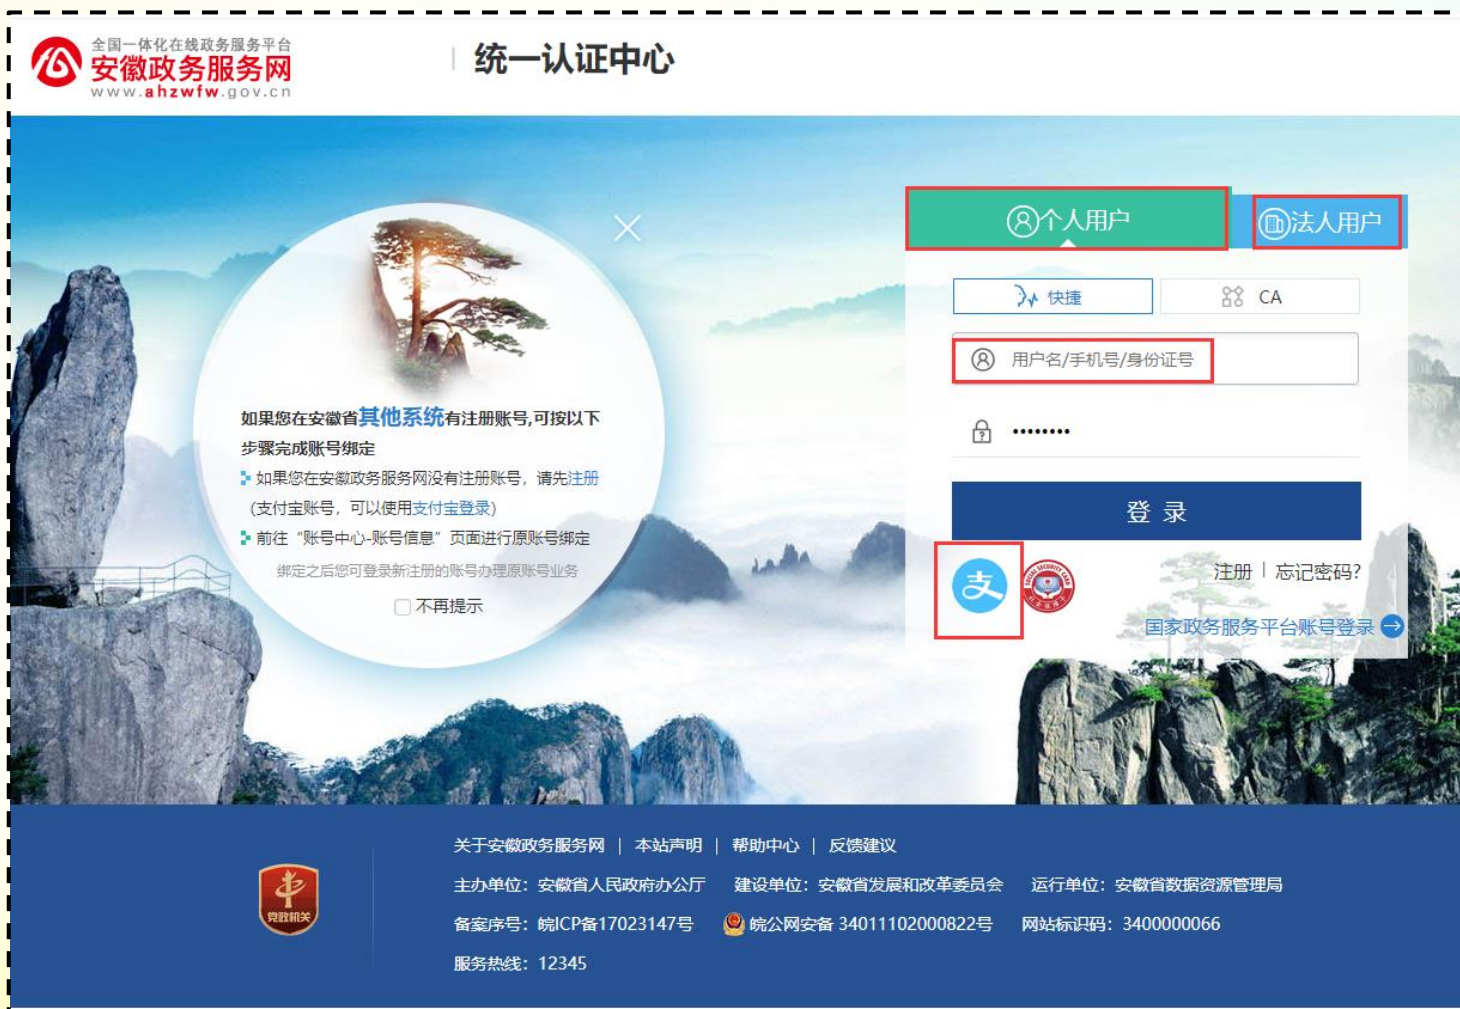 全国一体化在线政务服务平台
安徽政务服务网
www.ahzwfw.gov.cn
统一认证中心
个人用户
法人用户
快捷
CA
用户名/手机号/身份证号
••••••••
登 录
支
注册 | 忘记密码?
国家政务服务平台账号登录
如果您在安徽省其他系统有注册账号,可按以下
步骤完成账号绑定
如果您在安徽政务服务网没有注册账号，请先注册
(支付宝账号，可以使用支付宝登录)
前往“账号中心-账号信息”页面进行原账号绑定
绑定之后您可登录新注册的账号办理原账号业务
不再提示
党政机关
关于安徽政务服务网 | 本站声明 | 帮助中心 | 反馈建议
主办单位：安徽省人民政府办公厅 建设单位：安徽省发展和改革委员会 运行单位：安徽省数据资源管理局
备案序号：皖ICP备17023147号 皖公网安备 34011102000822号 网站标识码：3400000066
服务热线：12345